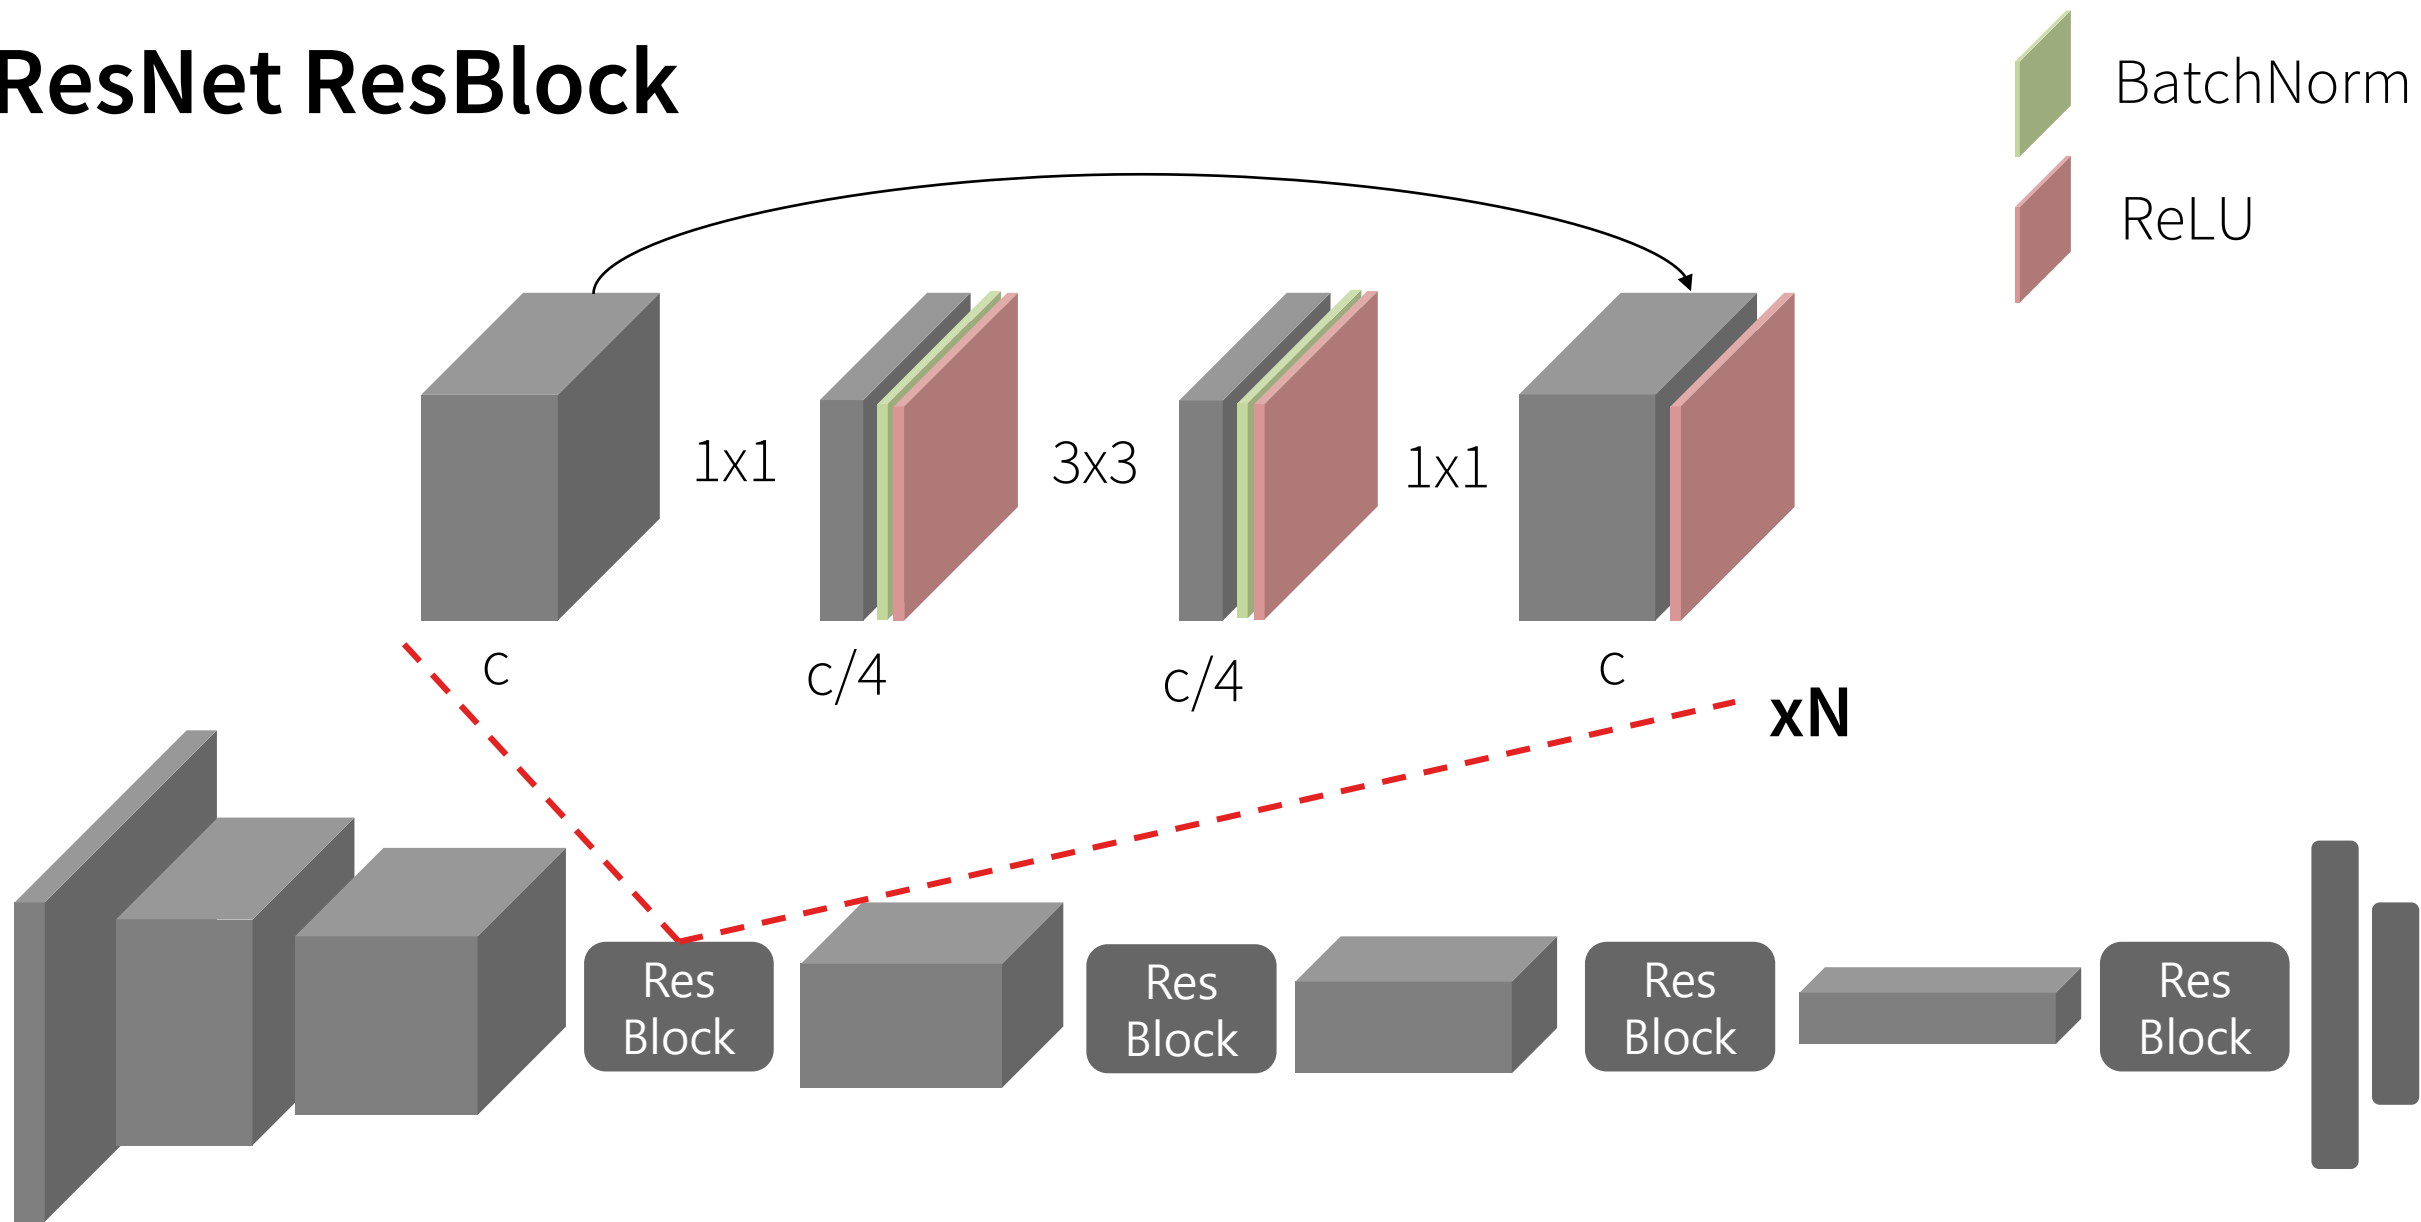 ResNet ResBlock
BatchNorm
ReLU
1x1
3x3
1x1
c
c/4
c/4
c
xN
Res
Block
Res
Block
Res
Block
Res
Block